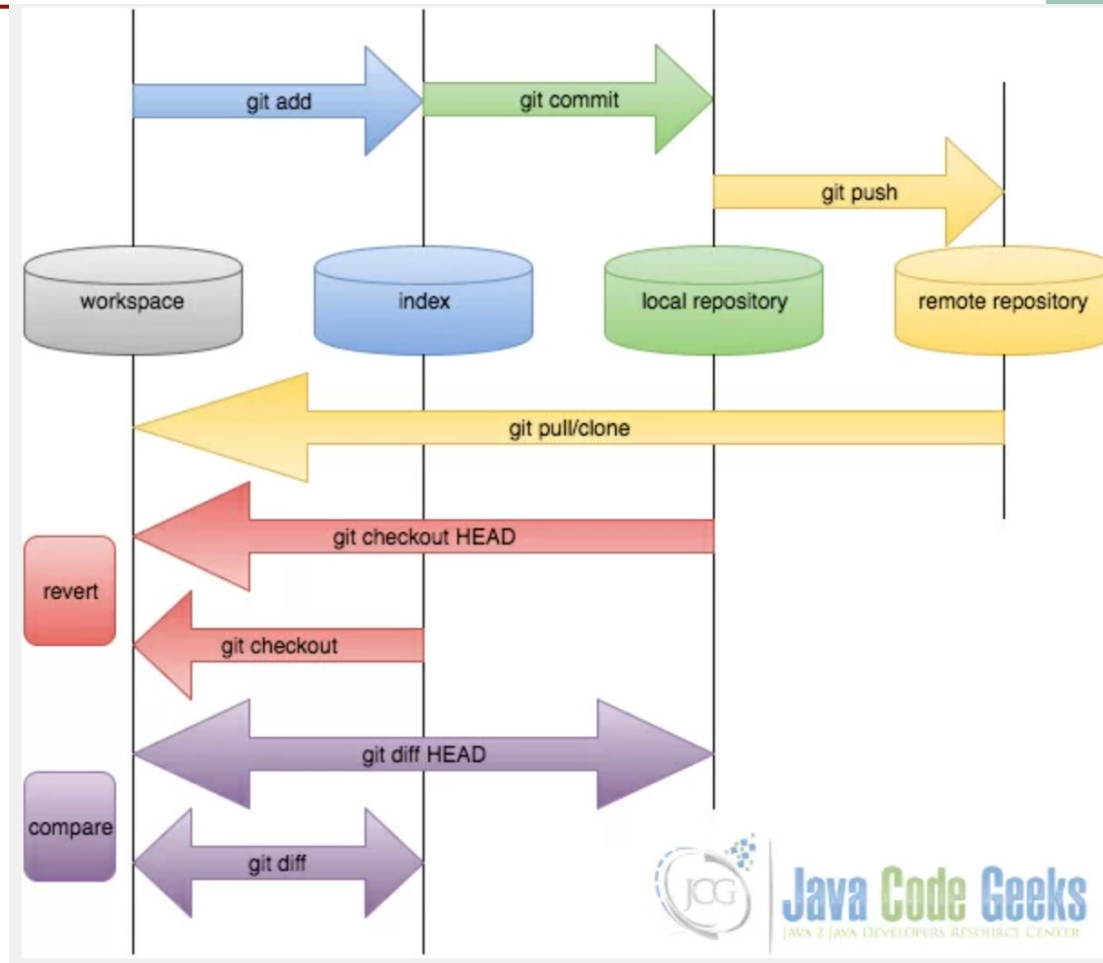 git add
git commit
git push
workspace
index
local repository
remote repository
git pull/clone
git checkout HEAD
revert
git checkout
git diff HEAD
compare
git diff
JCG
Java Code Geeks
JAVA 2 JAVA DEVELOPERS RESOURCE CENTER